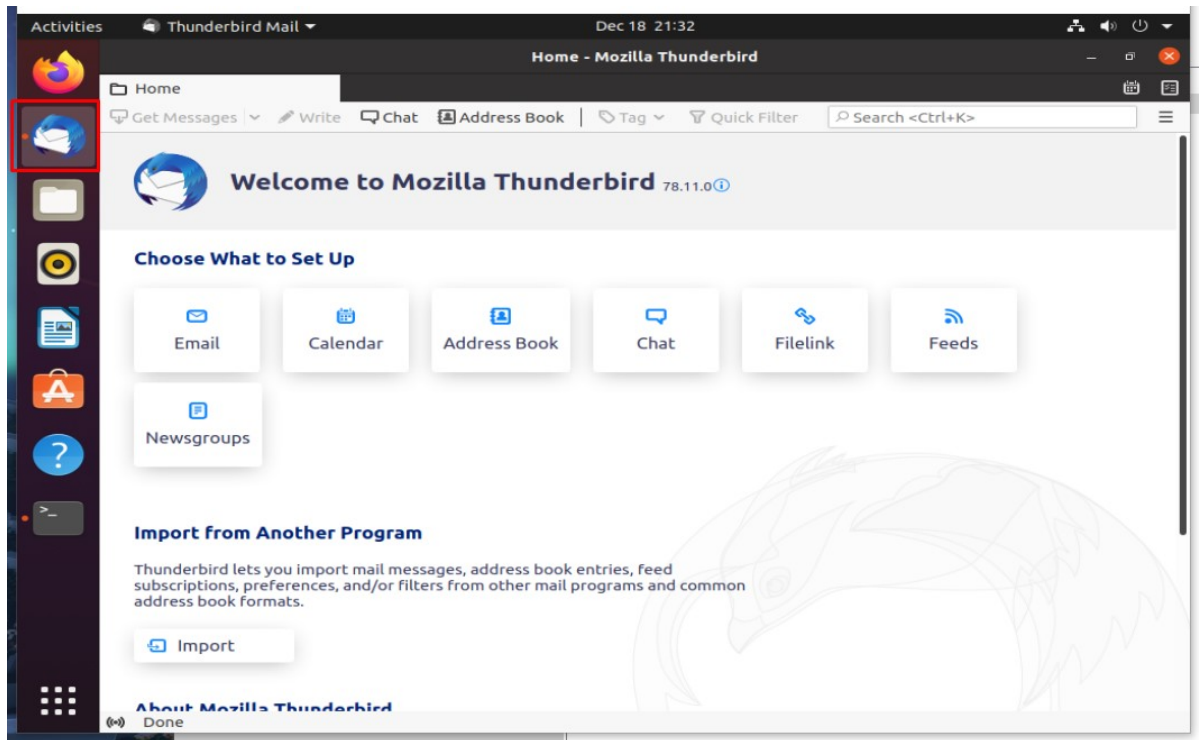 Activities Thunderbird Mail Dec 18 21:32
Home - Mozilla Thunderbird
Home
Get Messages Write Chat Address Book Tag Quick Filter Search <Ctrl+K>
Welcome to Mozilla Thunderbird 78.11.0
Choose What to Set Up
Email Calendar Address Book Chat Filelink Feeds
Newsgroups
Import from Another Program
Thunderbird lets you import mail messages, address book entries, feed
subscriptions, preferences, and/or filters from other mail programs and common
address book formats.
Import
About Mozilla Thunderbird
Done